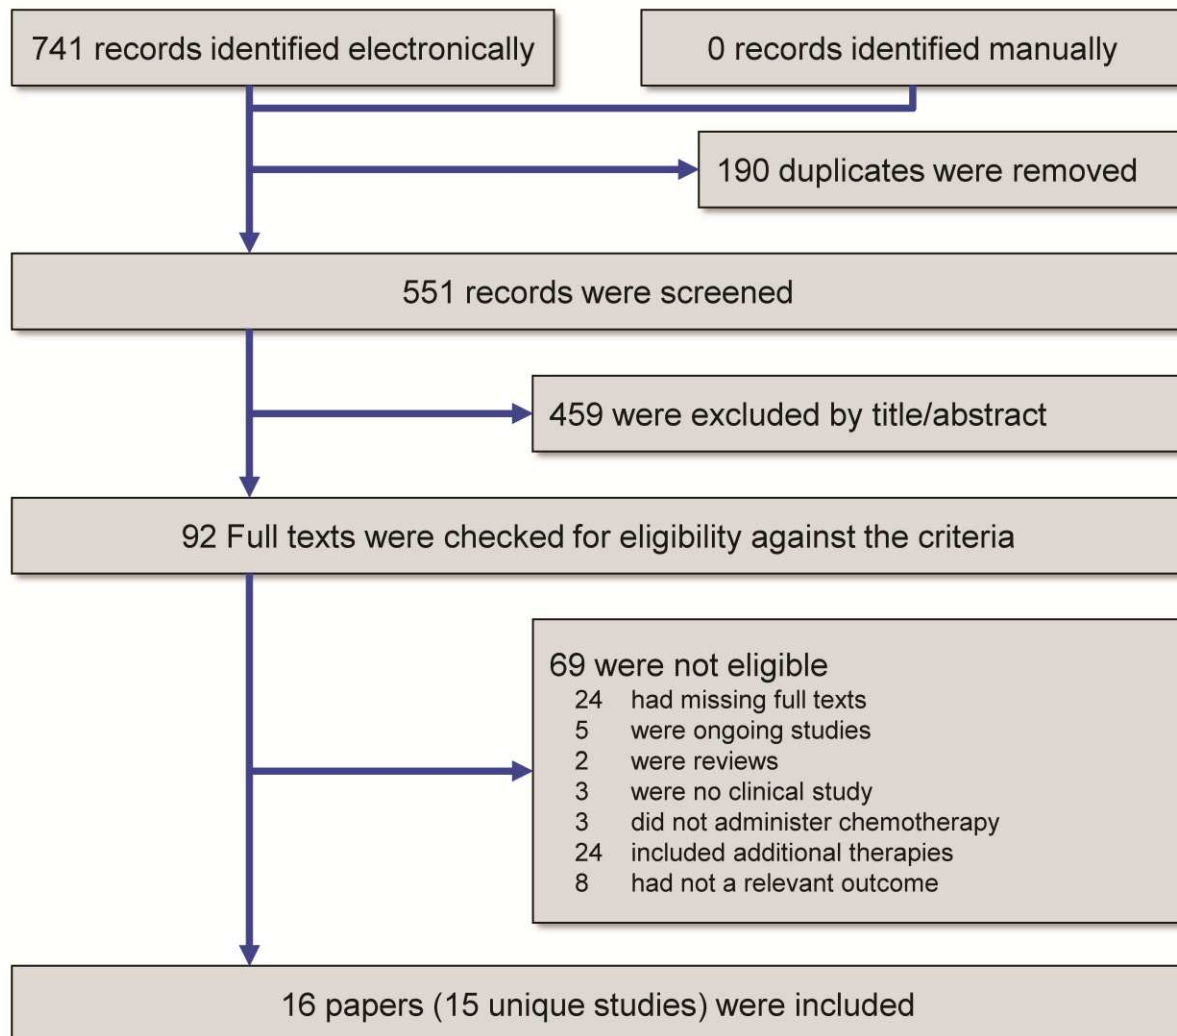 741 records identified electronically
0 records identified manually
190 duplicates were removed
551 records were screened
459 were excluded by title/abstract
92 Full texts were checked for eligibility against the criteria
69 were not eligible
24 had missing full texts
5 were ongoing studies
2 were reviews
3 were no clinical study
3 did not administer chemotherapy
24 included additional therapies
8 had not a relevant outcome
16 papers (15 unique studies) were included